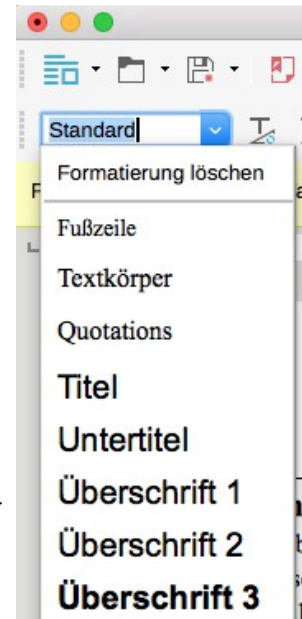 Standard
Formatierung löschen
Fußzeile
Textkörper
Quotations
Titel
Untertitel
Überschrift 1
Überschrift 2
Überschrift 3